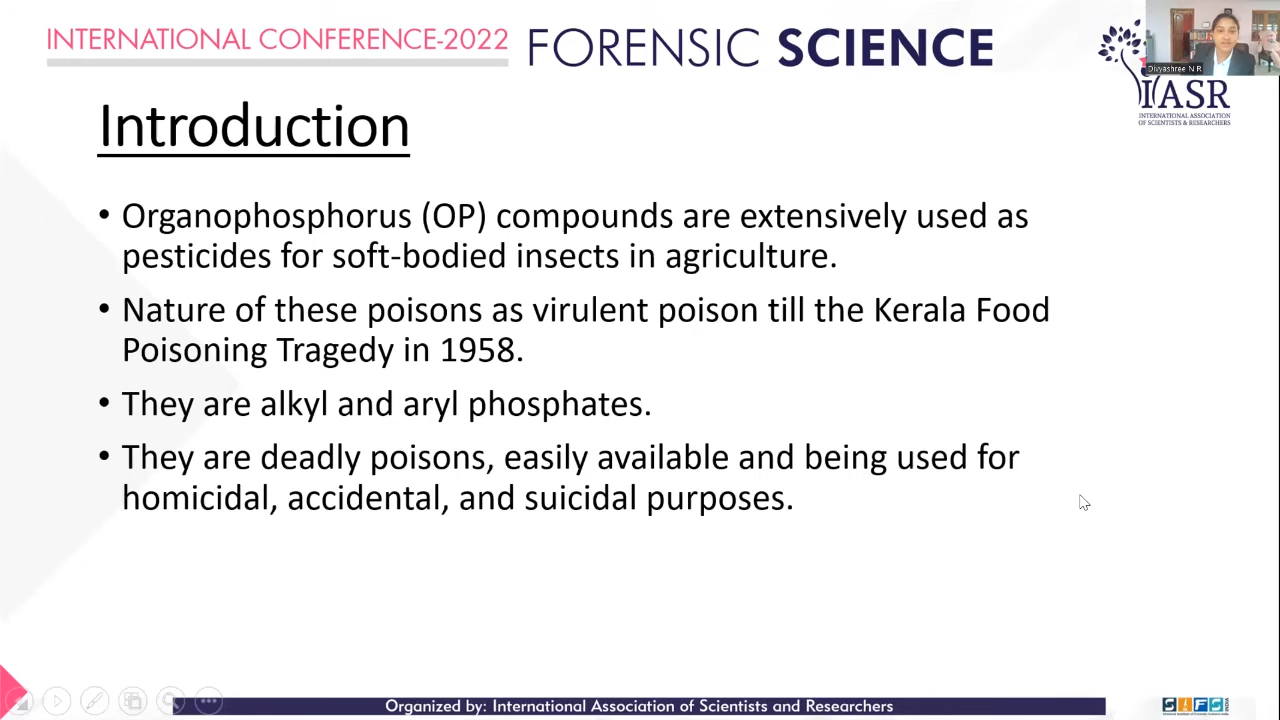 INTERNATIONAL CONFERENCE-2022 FORENSIC SCIENCE
Divyashree N R
IASR
INTERNATIONAL ASSOCIATION
OF SCIENTISTS & RESEARCHERS
Introduction
• Organophosphorus (OP) compounds are extensively used as
pesticides for soft-bodied insects in agriculture.
• Nature of these poisons as virulent poison till the Kerala Food
Poisoning Tragedy in 1958.
• They are alkyl and aryl phosphates.
• They are deadly poisons, easily available and being used for
homicidal, accidental, and suicidal purposes.
Organized by: International Association of Scientists and Researchers
SIFS
INDIA